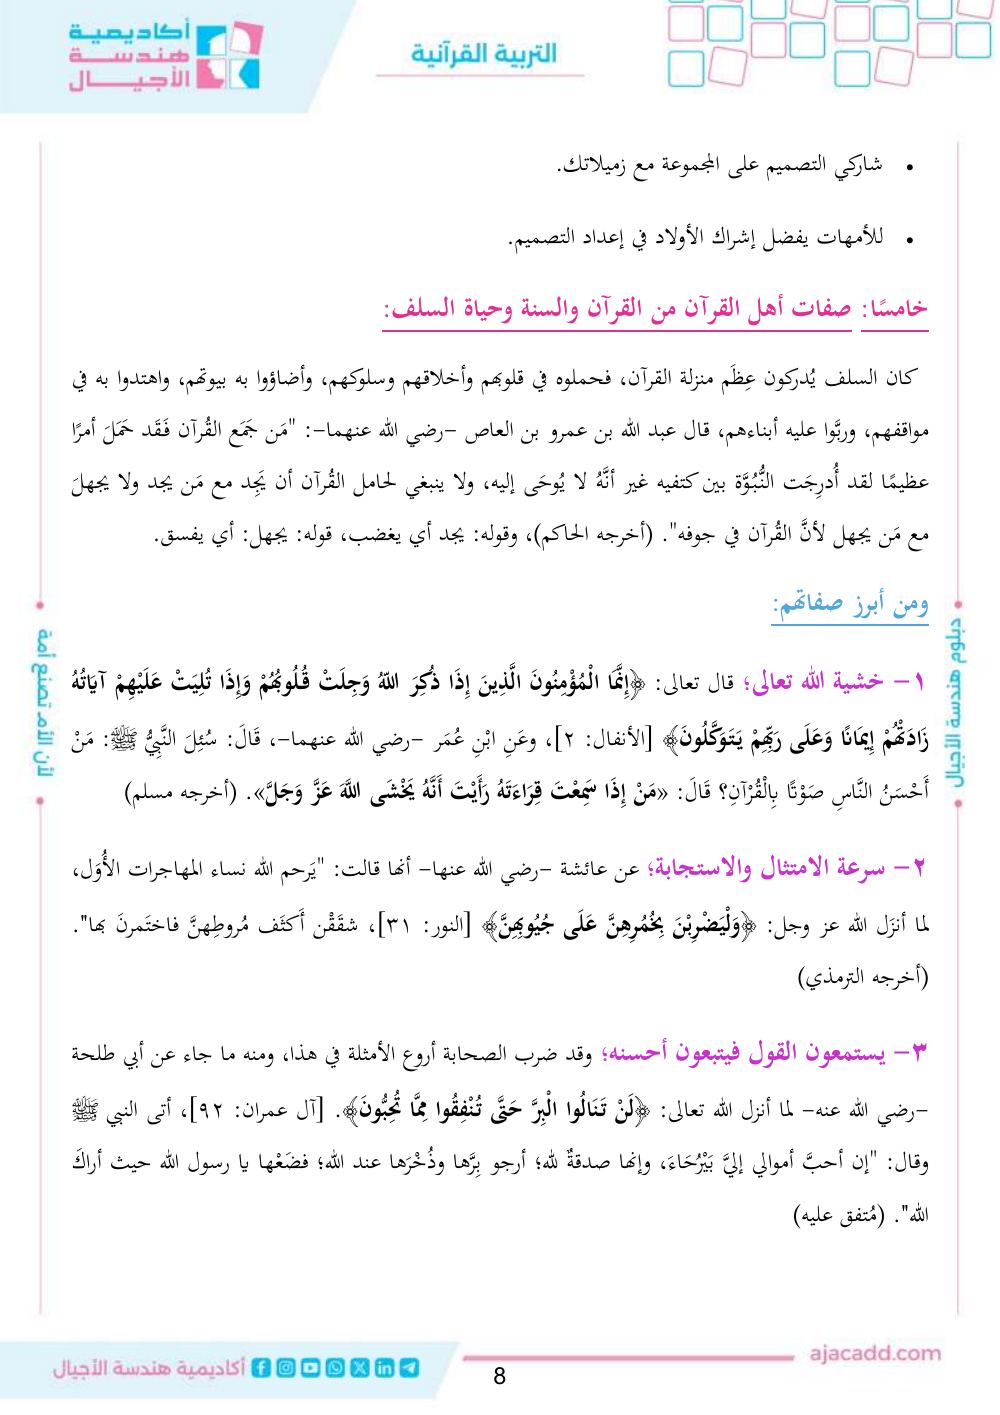 أكاديمية
هندسة
الأجيال
التربية القرآنية
• شاركي التصميم على المجموعة مع زميلاتك.
• للأمهات يفضل إشراك الأولاد في إعداد التصميم.
خامسًا: صفات أهل القرآن من القرآن والسنة وحياة السلف:
كان السلف يُدركون عِظَم منزلة القرآن، فحملوه في قلوبهم وأخلاقهم وسلوكهم، وأضاؤوا به بيوتهم، واهتدوا به في
مواقفهم، وربَّوا عليه أبناءهم، قال عبد الله بن عمرو بن العاص -رضي الله عنهما-: "مَن جَمَع القُرآن فَقَد حَمَلَ أمرًا
عظيمًا لقد أُدرِجَت النُّبُوَّة بين كتفيه غير أنَّهُ لا يُوحَى إليه، ولا ينبغي لحامل القُرآن أن يَجِد مع مَن يجد ولا يجهلَ
مع مَن يجهل لأنَّ القُرآن في جوفه". (أخرجه الحاكم)، وقوله: يجد أي يغضب، قوله: يجهل: أي يفسق.
ومن أبرز صفاتهم:
١- خشية الله تعالى؛ قال تعالى: ﴿إِنَّمَا الْمُؤْمِنُونَ الَّذِينَ إِذَا ذُكِرَ اللَّهُ وَجِلَتْ قُلُوبُهُمْ وَإِذَا تُلِيَتْ عَلَيْهِمْ آيَاتُهُ
زَادَتْهُمْ إِيمَانًا وَعَلَى رَبِّهِمْ يَتَوَكَّلُونَ﴾ [الأنفال: ٢]، وعَنِ ابْنِ عُمَر -رضي الله عنهما-، قَالَ: سُئِلَ النَّبِيُّ ﷺ: مَنْ
أَحْسَنُ النَّاسِ صَوْتًا بِالْقُرْآنِ؟ قَالَ: «مَنْ إِذَا سَمِعْتَ قِرَاءَتَهُ رَأَيْتَ أَنَّهُ يَخْشَى اللَّهَ عَزَّ وَجَلَّ». (أخرجه مسلم)
٢- سرعة الامتثال والاستجابة؛ عن عائشة -رضي الله عنها- أنها قالت: "يَرحم الله نساء المهاجرات الأُوَل،
لما أنزَل الله عز وجل: ﴿وَلْيَضْرِبْنَ بِخُمُرِهِنَّ عَلَى جُيُوبِهِنَّ﴾ [النور: ٣١]، شقَقْن أَكثَف مُروطِهنَّ فاختَمرنَ بها".
(أخرجه الترمذي)
٣- يستمعون القول فيتبعون أحسنه؛ وقد ضرب الصحابة أروع الأمثلة في هذا، ومنه ما جاء عن أبي طلحة
-رضي الله عنه- لما أنزل الله تعالى: ﴿لَنْ تَنَالُوا الْبِرَّ حَتَّى تُنْفِقُوا مِمَّا تُحِبُّونَ﴾. [آل عمران: ٩٢]، أتى النبي ﷺ
وقال: "إن أحبَّ أموالي إليَّ بَيْرُحَاءَ، وإنها صدقةٌ لله؛ أرجو بِرَّها وذُخْرَها عند الله؛ فضَعْها يا رسول الله حيث أراكَ
الله". (مُتفق عليه)
دبلوم هندسة الأجيال
لأن الأم تصنع أمة
ajacadd.com
أكاديمية هندسة الأجيال
8